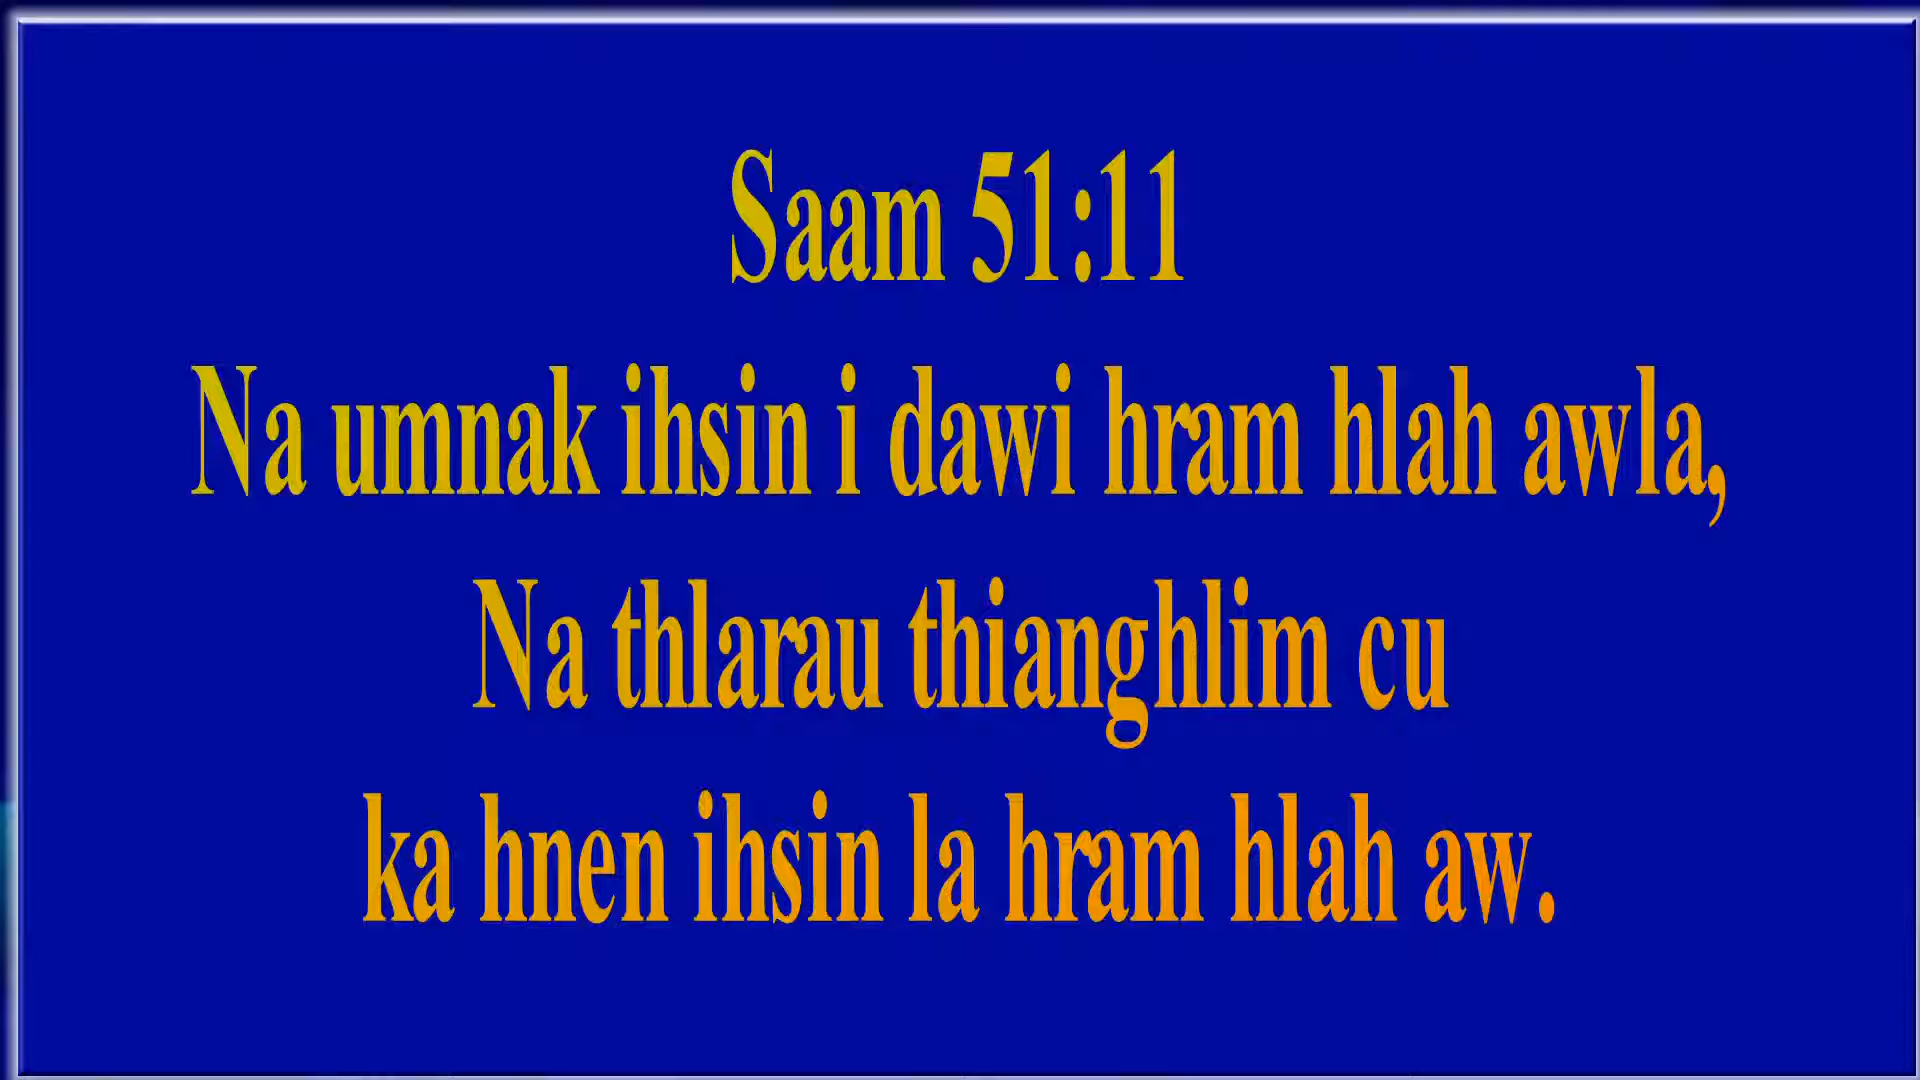 Saam 51:11
Na umnak ihsin i dawi hram hlah awla,
Na thlarau thianghlim cu
ka hnen ihsin la hram hlah aw.